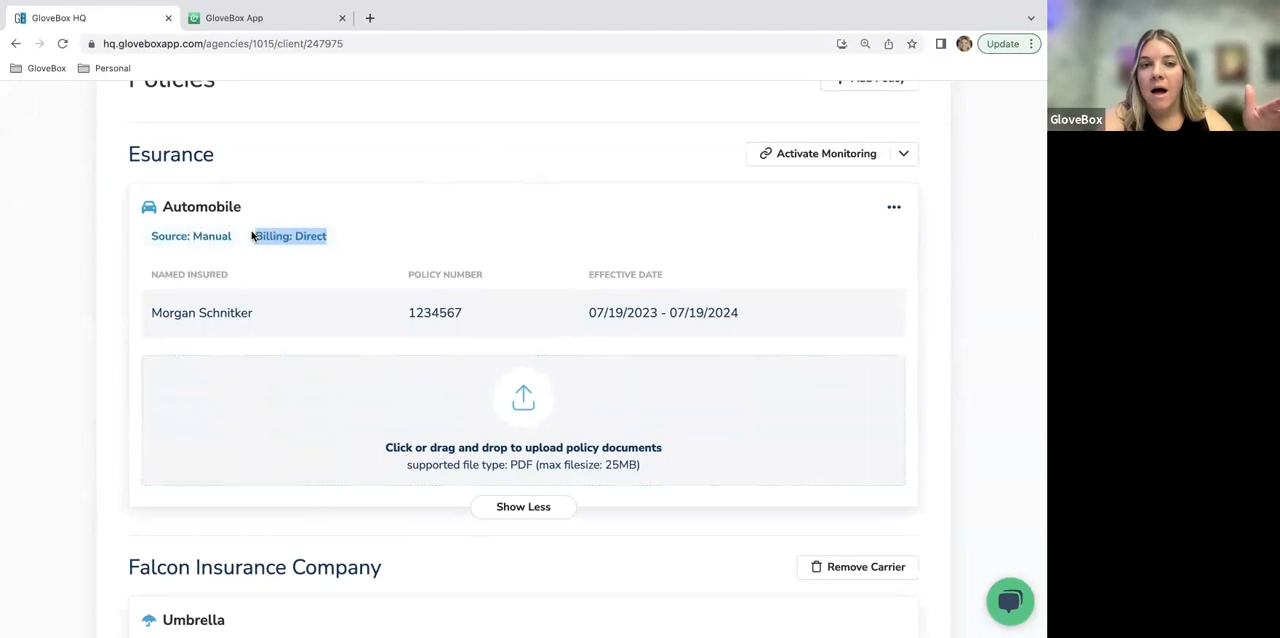 GloveBox HQ
GloveBox App
hq.gloveboxapp.com/agencies/1015/client/247975
Update
GloveBox
Personal
GloveBox
Policies
Esurance
Activate Monitoring
Automobile
Source: Manual
Billing: Direct
NAMED INSURED
POLICY NUMBER
EFFECTIVE DATE
Morgan Schnitker
1234567
07/19/2023 - 07/19/2024
Click or drag and drop to upload policy documents
supported file type: PDF (max filesize: 25MB)
Show Less
Falcon Insurance Company
Remove Carrier
Umbrella